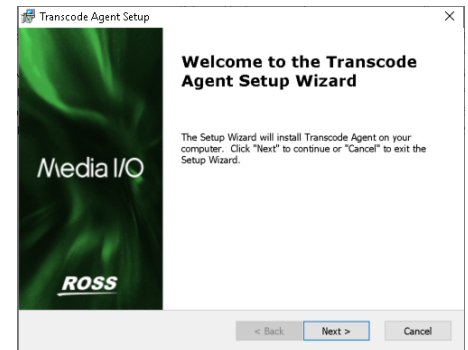 Transcode Agent Setup
Welcome to the Transcode
Agent Setup Wizard
The Setup Wizard will install Transcode Agent on your
computer. Click "Next" to continue or "Cancel" to exit the
Setup Wizard.
Media I/O
ROSS
< Back
Next >
Cancel